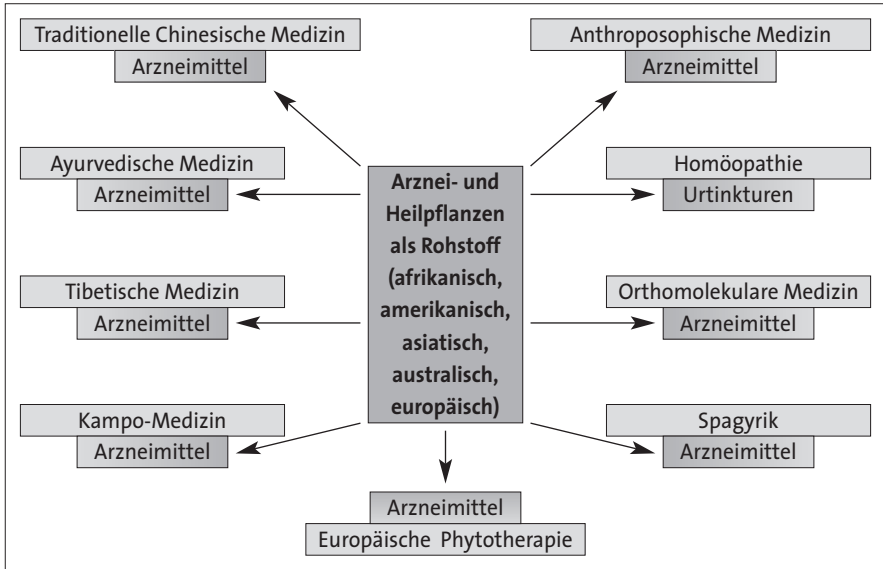 Traditionelle Chinesische Medizin
Arzneimittel
Anthroposophische Medizin
Arzneimittel
Ayurvedische Medizin
Arzneimittel
Homöopathie
Urtinkturen
Tibetische Medizin
Arzneimittel
Orthomolekulare Medizin
Arzneimittel
Kampo-Medizin
Arzneimittel
Spagyrik
Arzneimittel
Arznei- und
Heilpflanzen
als Rohstoff
(afrikanisch,
amerikanisch,
asiatisch,
australisch,
europäisch)
Arzneimittel
Europäische Phytotherapie